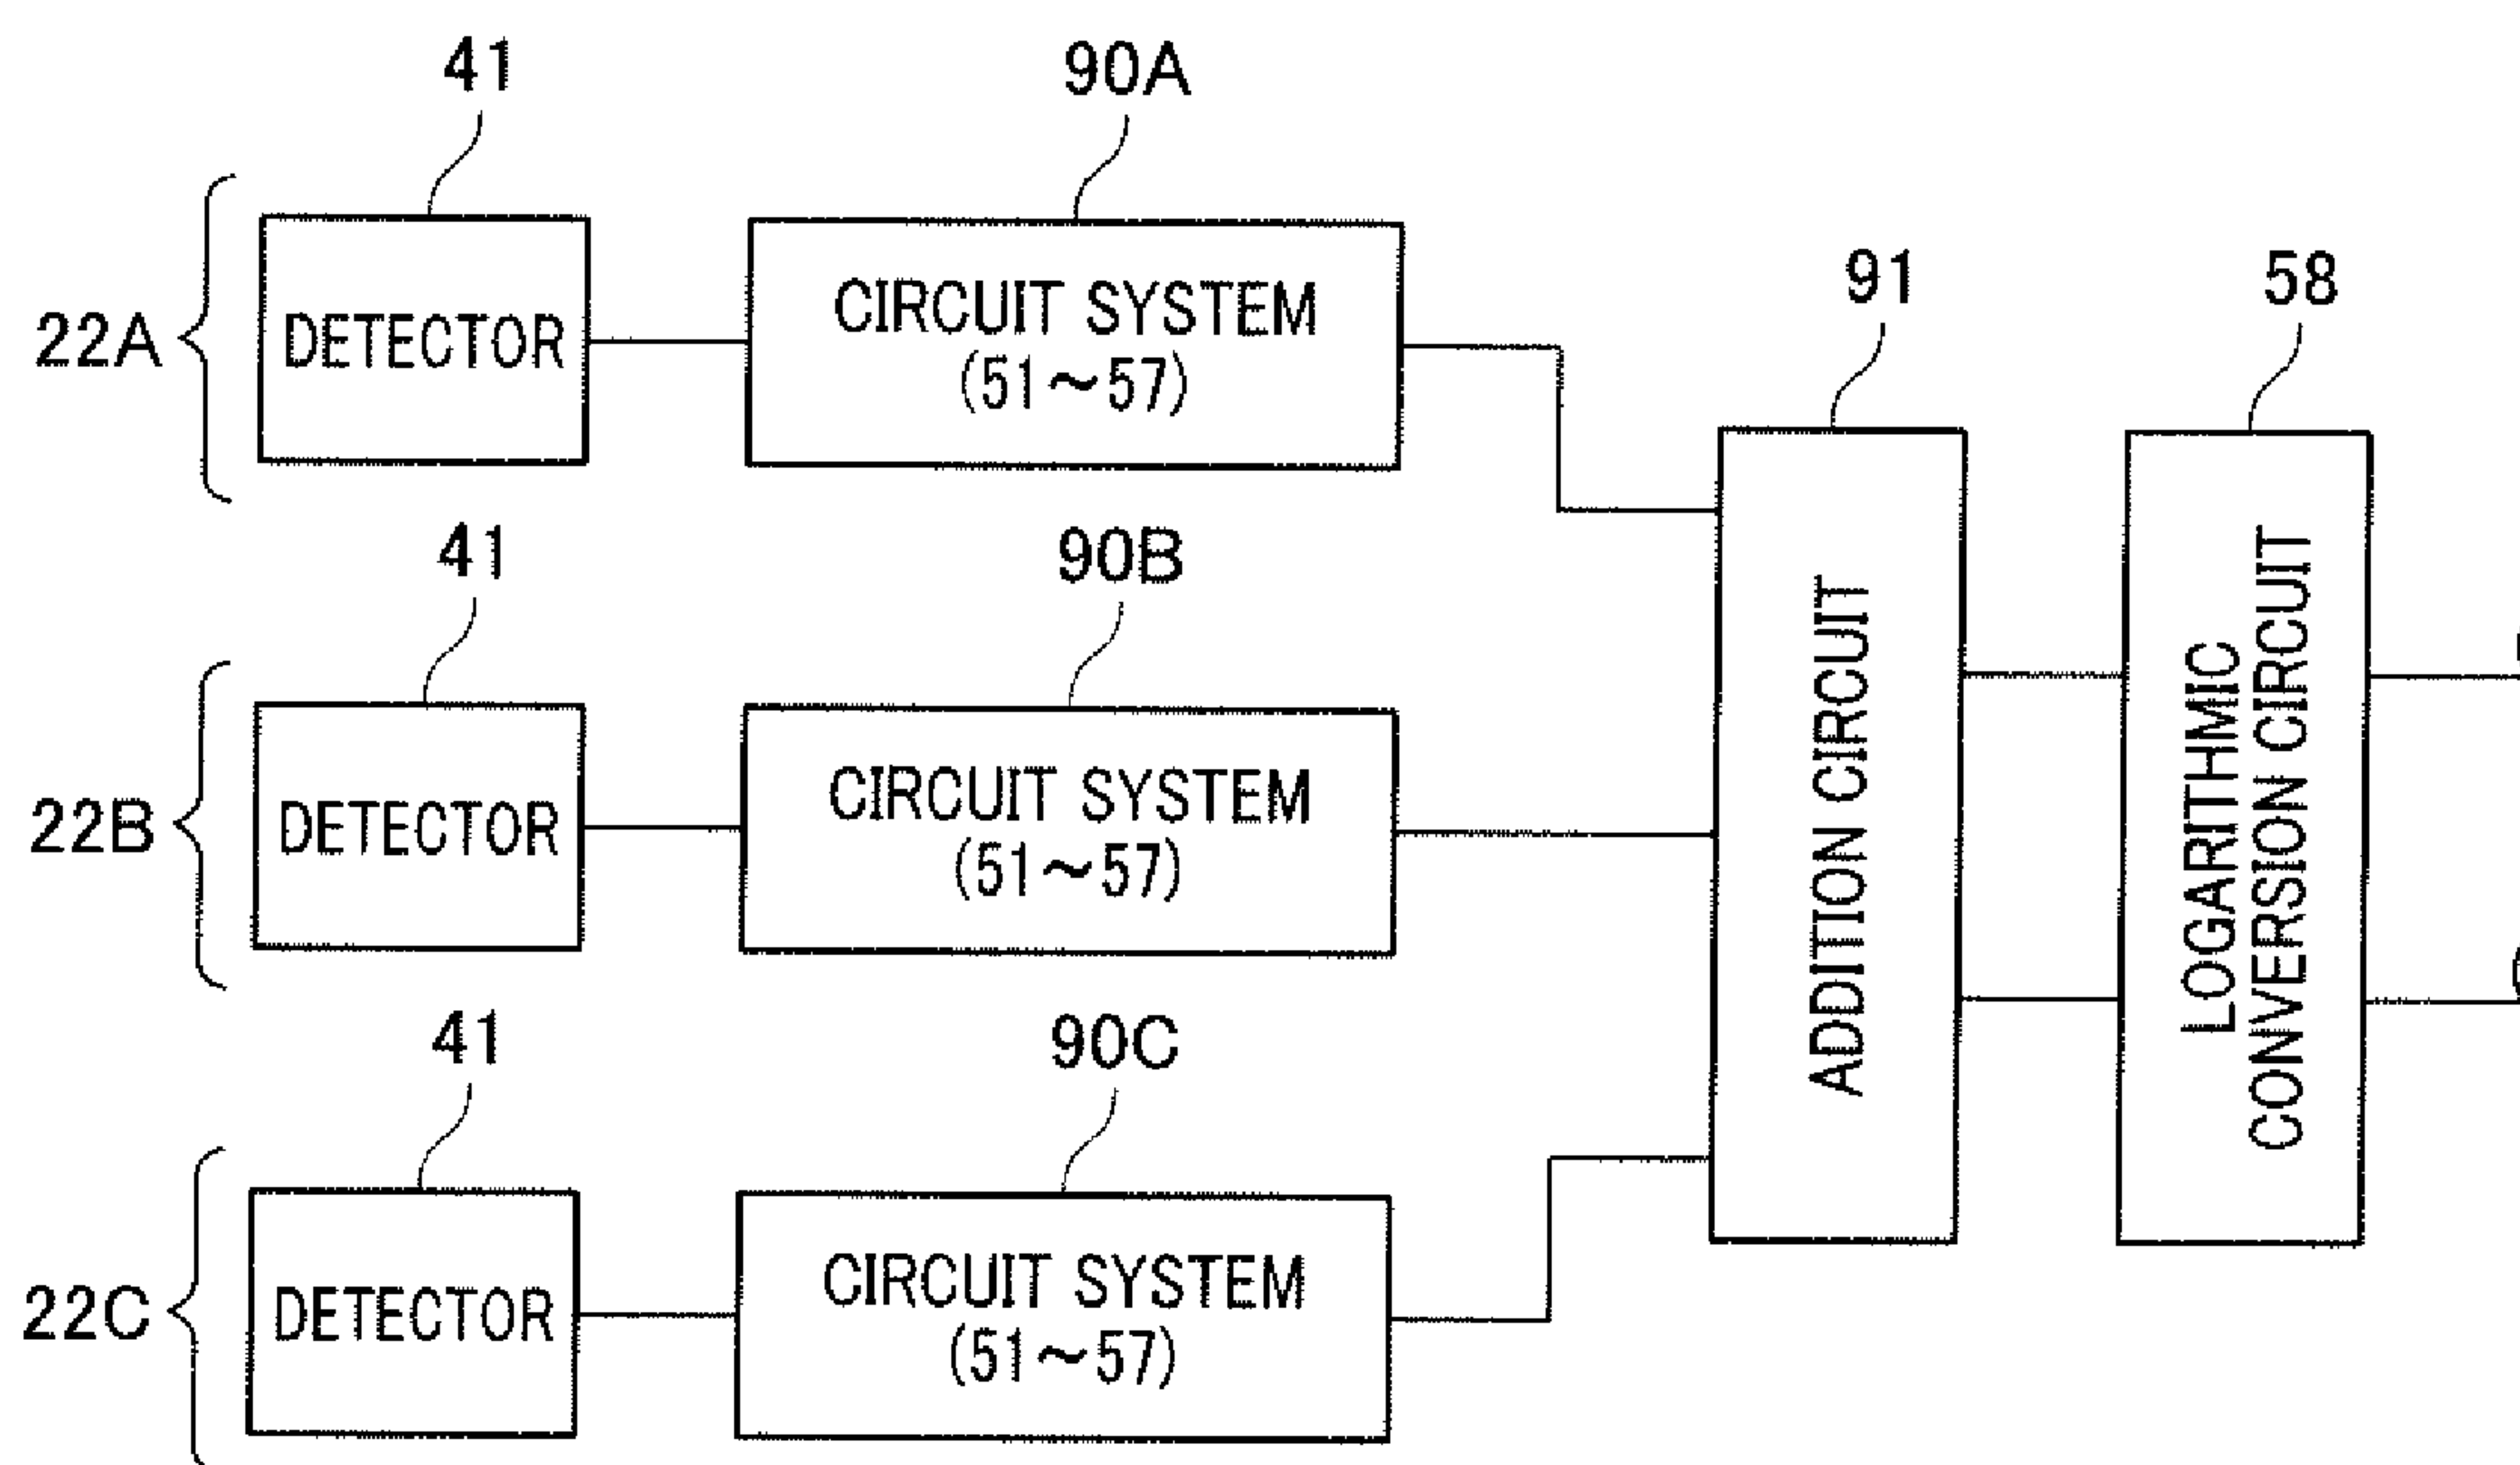 41
90A
22A
DETECTOR
CIRCUIT SYSTEM
(51～57)
91
58
41
90B
22B
DETECTOR
CIRCUIT SYSTEM
(51～57)
ADDITION CIRCUIT
LOGARITHMIC
CONVERSION CIRCUIT
41
90C
22C
DETECTOR
CIRCUIT SYSTEM
(51～57)